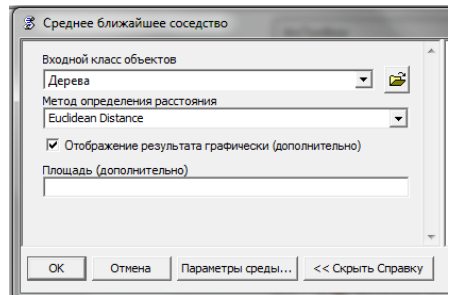 Среднее ближайшее соседство
Входной класс объектов
Дерева
Метод определения расстояния
Euclidean Distance
Отображение результата графически (дополнительно)
Площадь (дополнительно)
OK Отмена Параметры среды... << Скрыть Справку